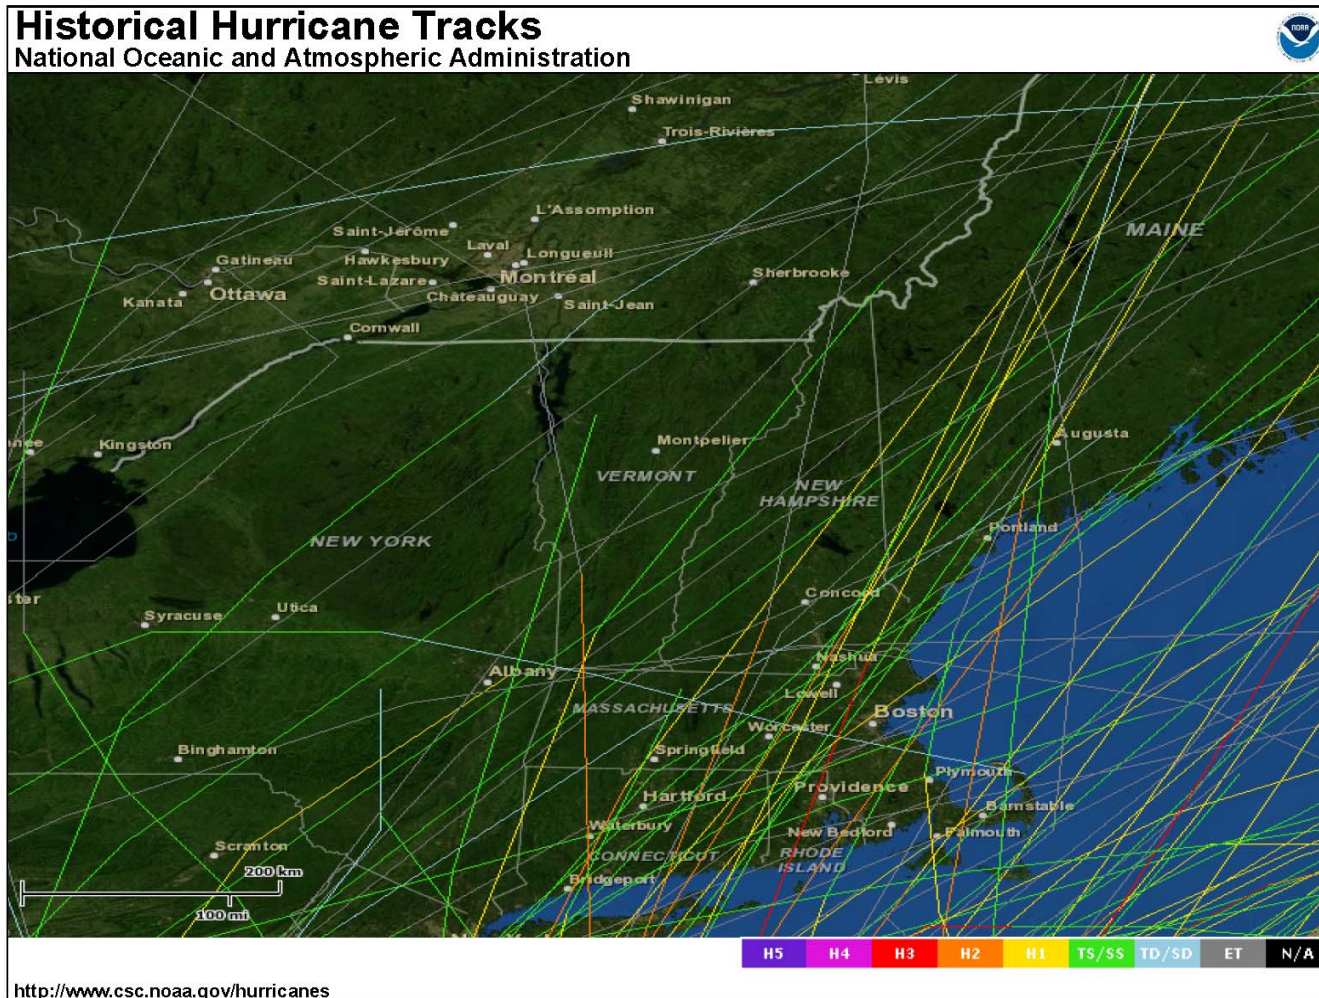 Historical Hurricane Tracks
National Oceanic and Atmospheric Administration
NOAA
Lévis
Shawinigan
Trois-Rivières
L'Assomption
Saint-Jérôme
MAINE
Laval
Longueuil
Gatineau
Hawkesbury
Montréal
Sherbrooke
Saint-Lazare
Ottawa
Châteauguay
Kanata
Saint-Jean
Cornwall
Augusta
Kingston
Montpelier
VERMONT
NEW
HAMPSHIRE
Portland
NEW YORK
Concord
Syracuse
Utica
Nashua
Albany
Lowell
MASSACHUSETTS
Boston
Worcester
Binghamton
Springfield
Plymouth
Providence
Hartford
Barnstable
Waterbury
New Bedford
Falmouth
Scranton
CONNECTICUT
RHODE
ISLAND
200 km
Bridgeport
100 mi
H5 H4 H3 H2 H1 TS/SS TD/SD ET N/A
http://www.csc.noaa.gov/hurricanes